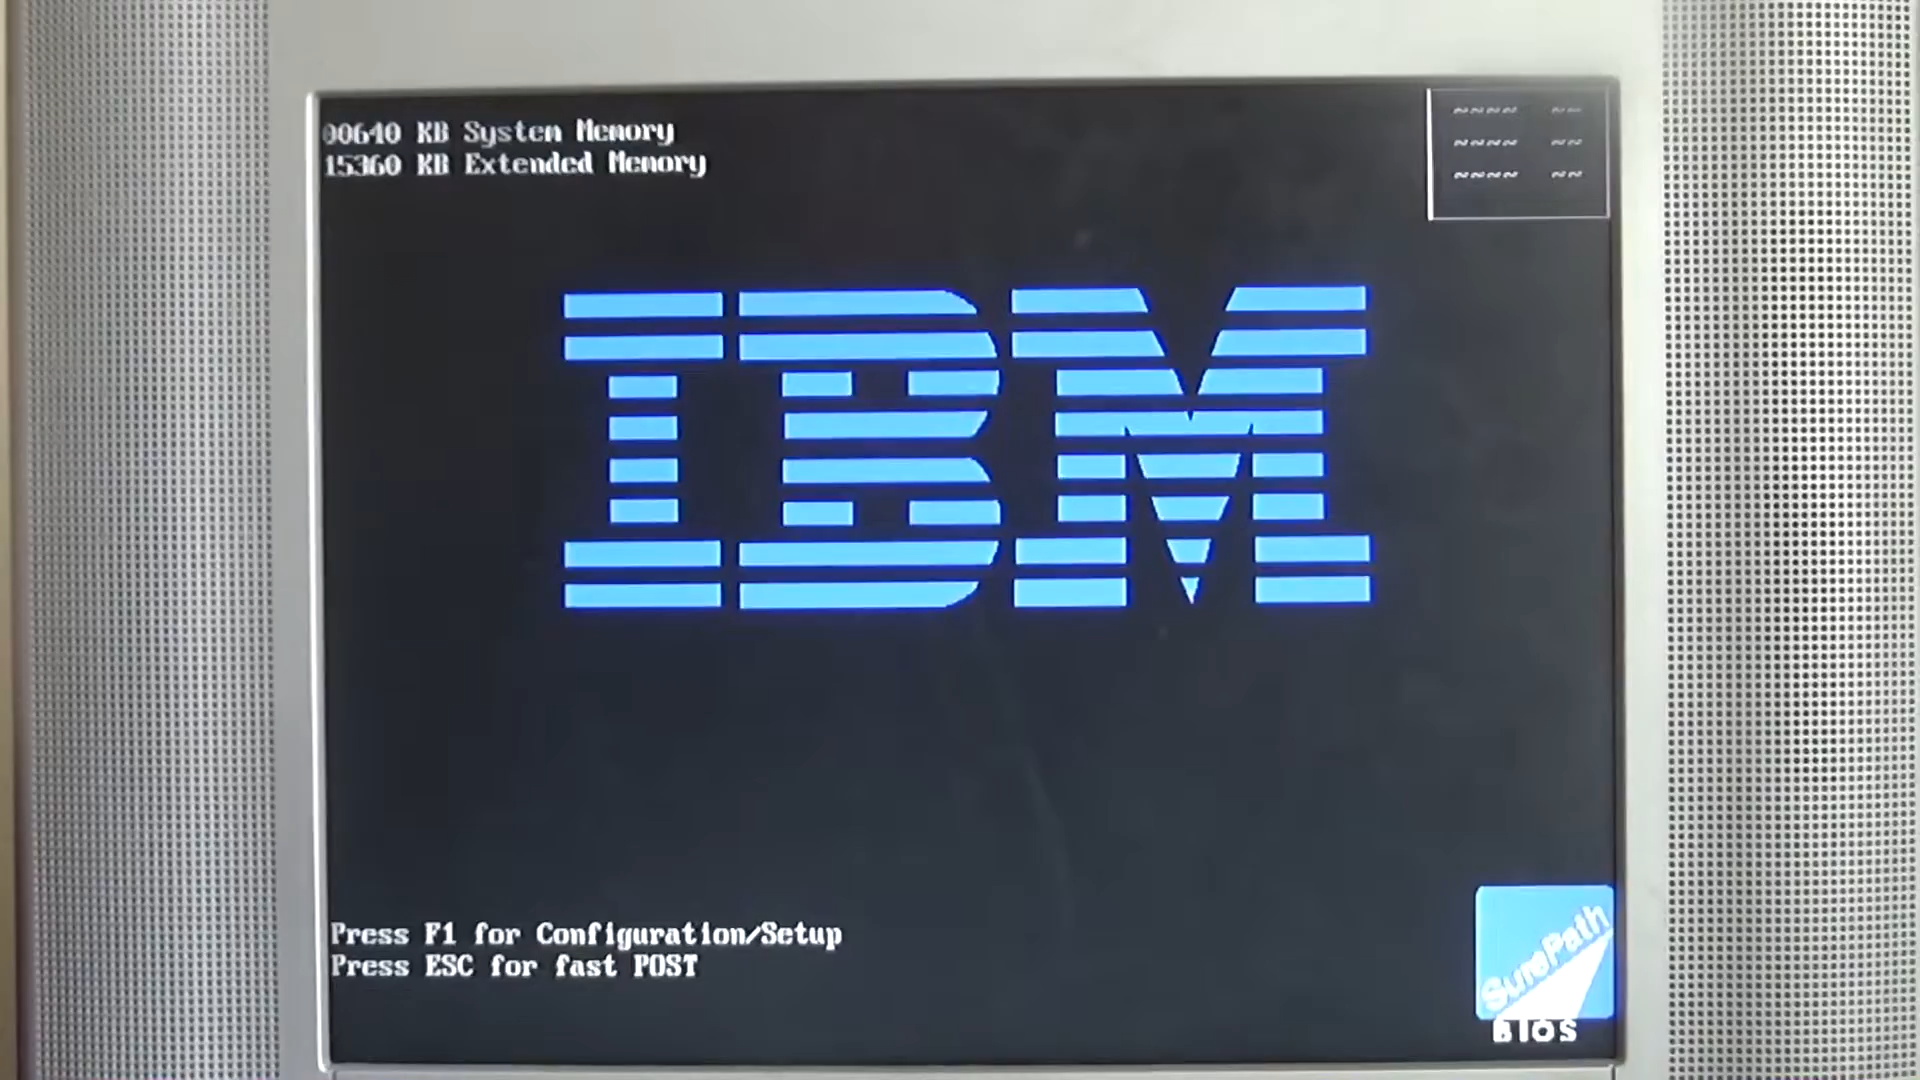 00640 KB System Memory
15360 KB Extended Memory
~~~~ ~~
~~~~ ~~
~~~~ ~~
IBM
Press F1 for Configuration/Setup
Press ESC for fast POST
SurePath
BIOS